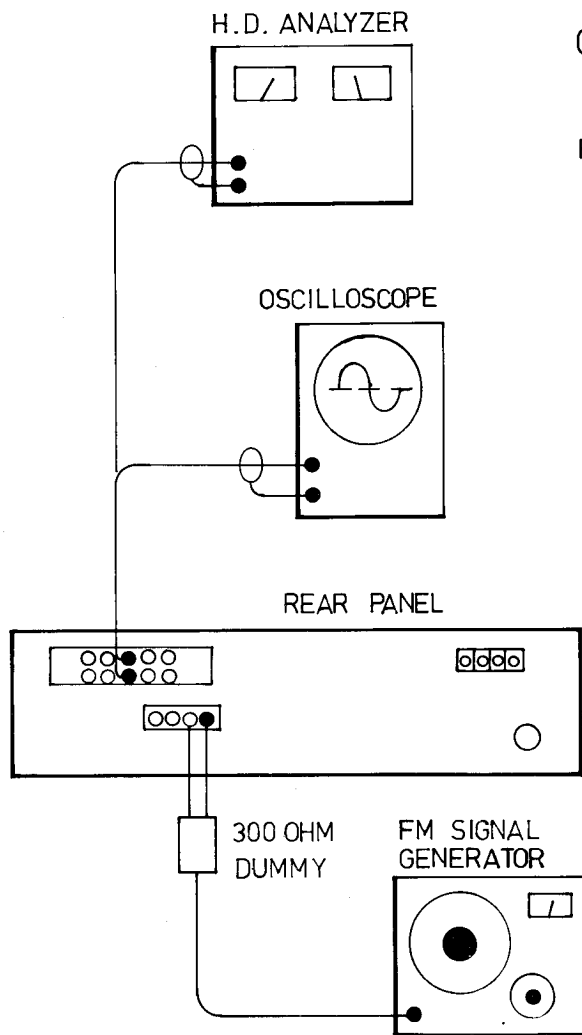 H.D. ANALYZER
OSCILLOSCOPE
REAR PANEL
300 OHM
DUMMY
FM SIGNAL
GENERATOR